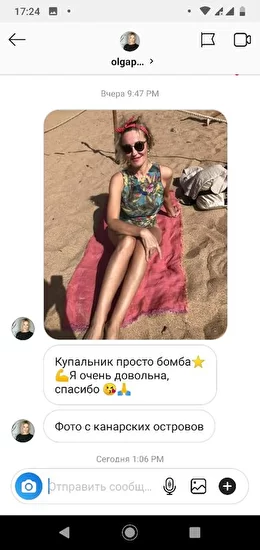 17:24
olgap...
Вчера 9:47 PM
Купальник просто бомба⭐
💪Я очень довольна,
спасибо 😘🙏
Фото с канарских островов
Сегодня 1:06 PM
Отправить сообщ...